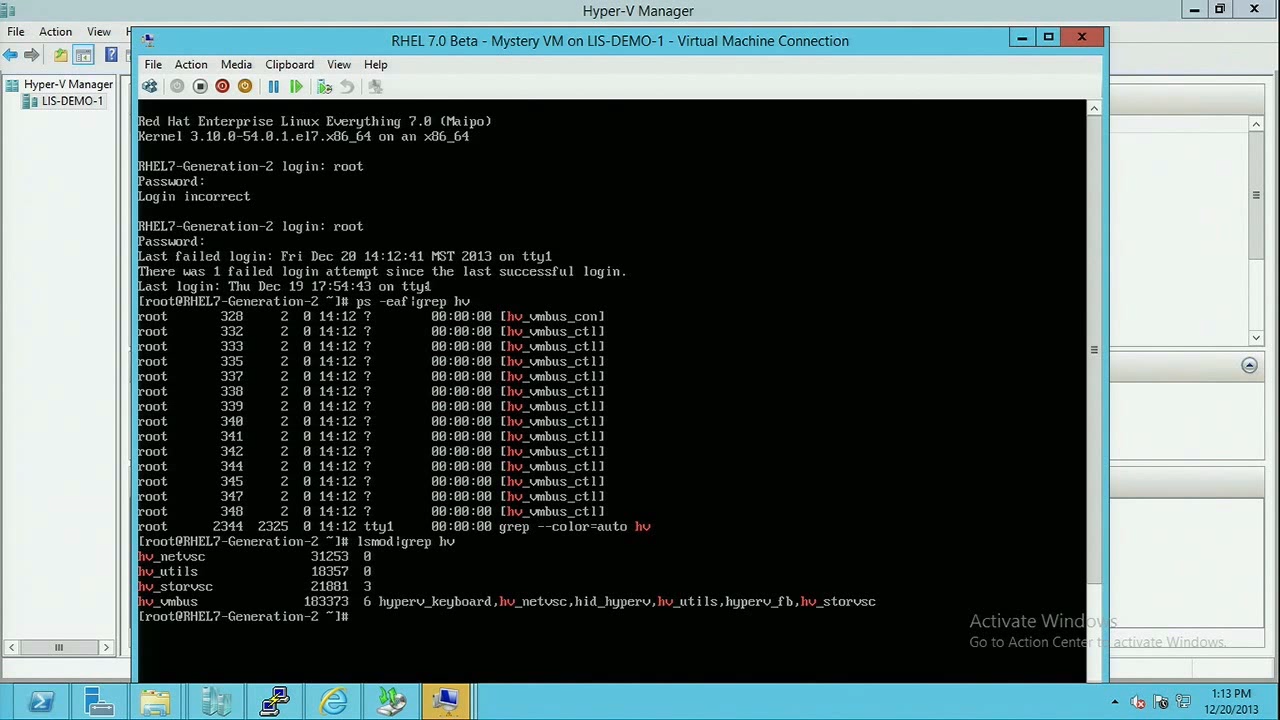 Hyper-V Manager
File Action View
Hyper-V Manager
LIS-DEMO-1
RHEL 7.0 Beta - Mystery VM on LIS-DEMO-1 - Virtual Machine Connection
File Action Media Clipboard View Help
Red Hat Enterprise Linux Everything 7.0 (Maipo)
Kernel 3.10.0-54.0.1.el7.x86_64 on an x86_64
RHEL7-Generation-2 login: root
Password:
Login incorrect
RHEL7-Generation-2 login: root
Password:
Last failed login: Fri Dec 20 14:12:41 MST 2013 on tty1
There was 1 failed login attempt since the last successful login.
Last login: Thu Dec 19 17:54:43 on tty1
[root@RHEL7-Generation-2 ~]# ps -eaf|grep hv
root 328 2 0 14:12 ? 00:00:00 [hv_vmbus_con]
root 332 2 0 14:12 ? 00:00:00 [hv_vmbus_ctl]
root 333 2 0 14:12 ? 00:00:00 [hv_vmbus_ctl]
root 335 2 0 14:12 ? 00:00:00 [hv_vmbus_ctl]
root 337 2 0 14:12 ? 00:00:00 [hv_vmbus_ctl]
root 338 2 0 14:12 ? 00:00:00 [hv_vmbus_ctl]
root 339 2 0 14:12 ? 00:00:00 [hv_vmbus_ctl]
root 340 2 0 14:12 ? 00:00:00 [hv_vmbus_ctl]
root 341 2 0 14:12 ? 00:00:00 [hv_vmbus_ctl]
root 342 2 0 14:12 ? 00:00:00 [hv_vmbus_ctl]
root 344 2 0 14:12 ? 00:00:00 [hv_vmbus_ctl]
root 345 2 0 14:12 ? 00:00:00 [hv_vmbus_ctl]
root 347 2 0 14:12 ? 00:00:00 [hv_vmbus_ctl]
root 348 2 0 14:12 ? 00:00:00 [hv_vmbus_ctl]
root 2344 2325 0 14:12 tty1 00:00:00 grep --color=auto hv
[root@RHEL7-Generation-2 ~]# lsmod|grep hv
hv_netvsc 31253 0
hv_utils 18357 0
hv_storvsc 21881 3
hv_vmbus 183373 6 hyperv_keyboard,hv_netvsc,hid_hyperv,hv_utils,hyperv_fb,hv_storvsc
[root@RHEL7-Generation-2 ~]#
Activate Windows
Go to Action Center to activate Windows.
1:13 PM
12/20/2013